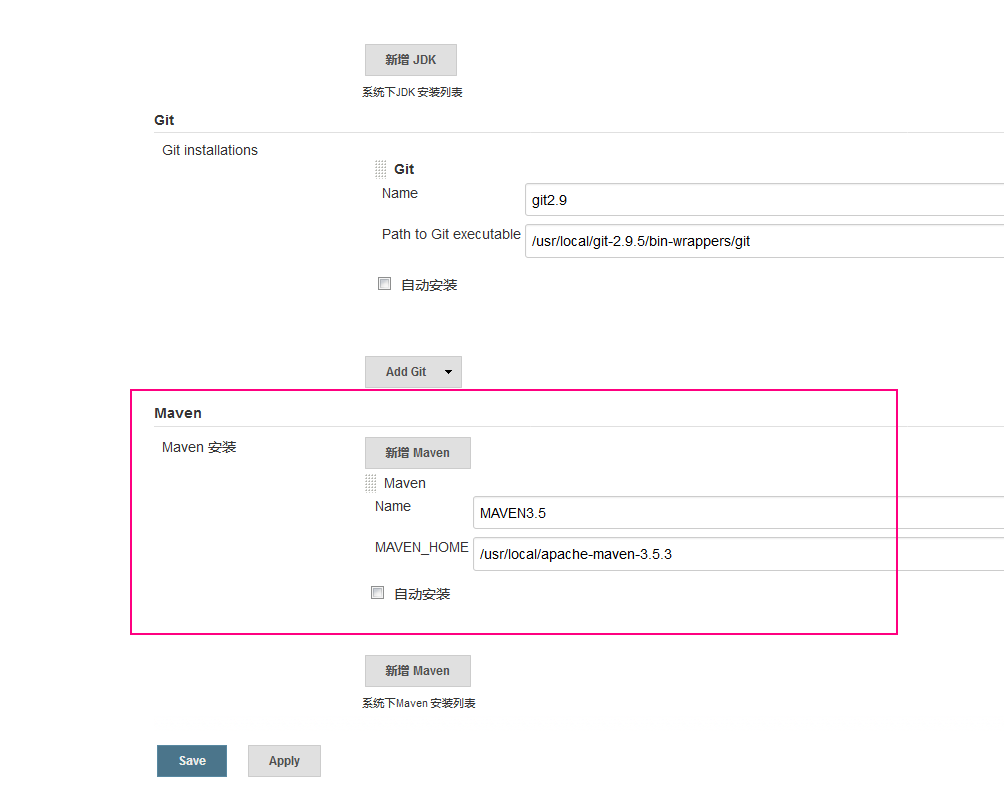 新增 JDK
系统下JDK 安装列表
Git
Git installations
Git
Name
git2.9
Path to Git executable
/usr/local/git-2.9.5/bin-wrappers/git
自动安装
Add Git
Maven
Maven 安装
新增 Maven
Maven
Name
MAVEN3.5
MAVEN_HOME
/usr/local/apache-maven-3.5.3
自动安装
新增 Maven
系统下Maven 安装列表
Save
Apply